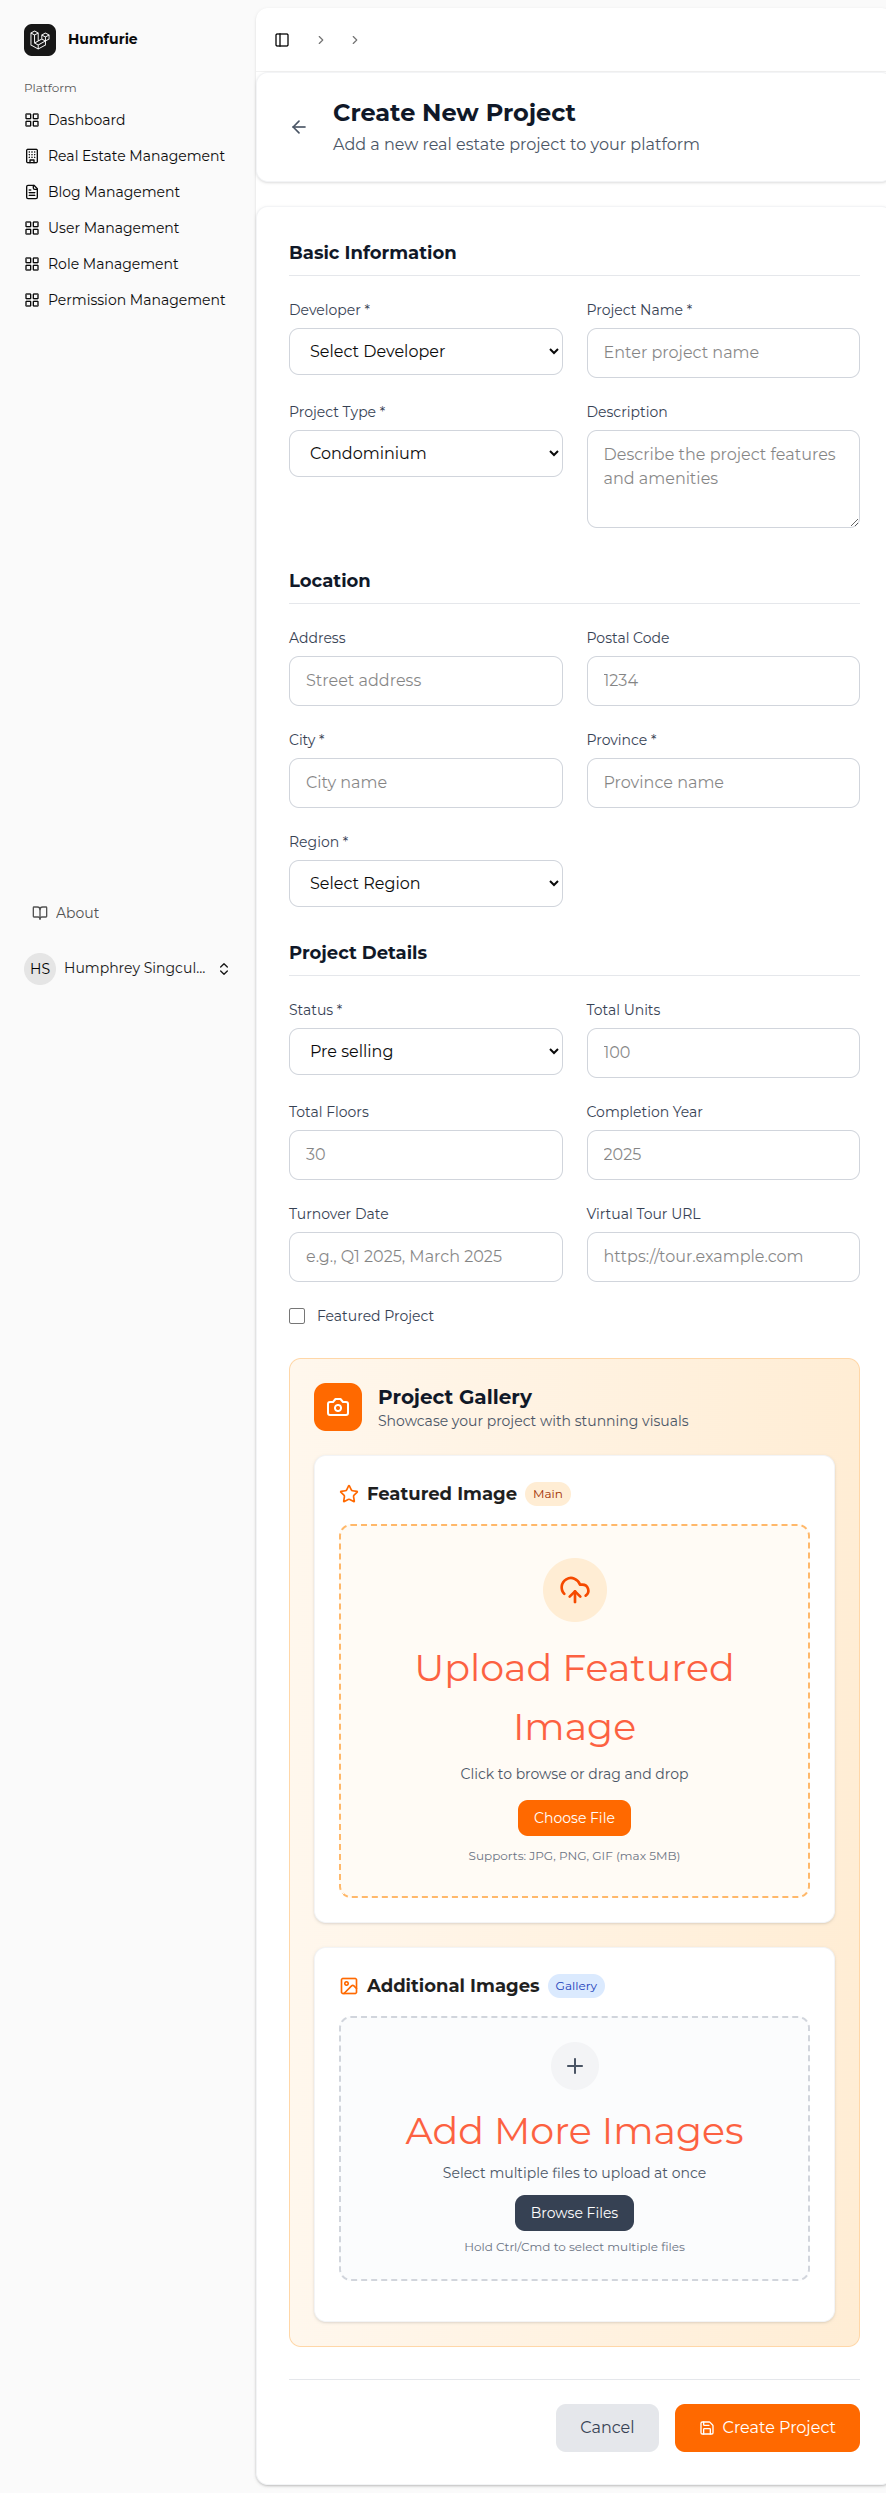 Humfurie
Platform
Dashboard
Real Estate Management
Blog Management
User Management
Role Management
Permission Management
About
HS
Humphrey Singcul...
Create New Project
Add a new real estate project to your platform
Basic Information
Developer *
Project Name *
Select Developer
Enter project name
Project Type *
Description
Condominium
Describe the project features
and amenities
Location
Address
Postal Code
Street address
1234
City *
Province *
City name
Province name
Region *
Select Region
Project Details
Status *
Total Units
Pre selling
100
Total Floors
Completion Year
30
2025
Turnover Date
Virtual Tour URL
e.g., Q1 2025, March 2025
https://tour.example.com
Featured Project
Project Gallery
Showcase your project with stunning visuals
Featured Image Main
Upload Featured
Image
Click to browse or drag and drop
Choose File
Supports: JPG, PNG, GIF (max 5MB)
Additional Images Gallery
Add More Images
Select multiple files to upload at once
Browse Files
Hold Ctrl/Cmd to select multiple files
Cancel
Create Project